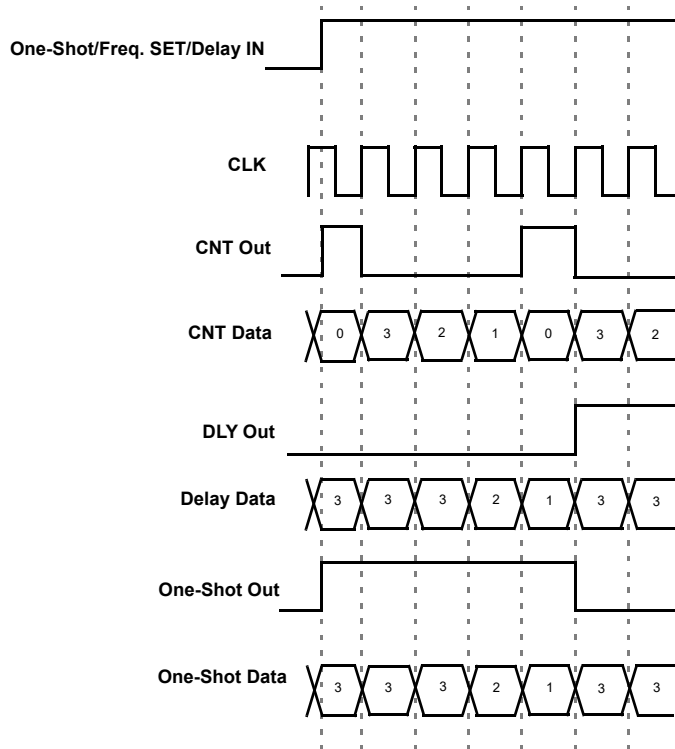 One-Shot/Freq. SET/Delay IN
CLK
CNT Out
CNT Data 0 3 2 1 0 3 2
DLY Out
Delay Data 3 3 3 2 1 3 3
One-Shot Out
One-Shot Data 3 3 3 2 1 3 3